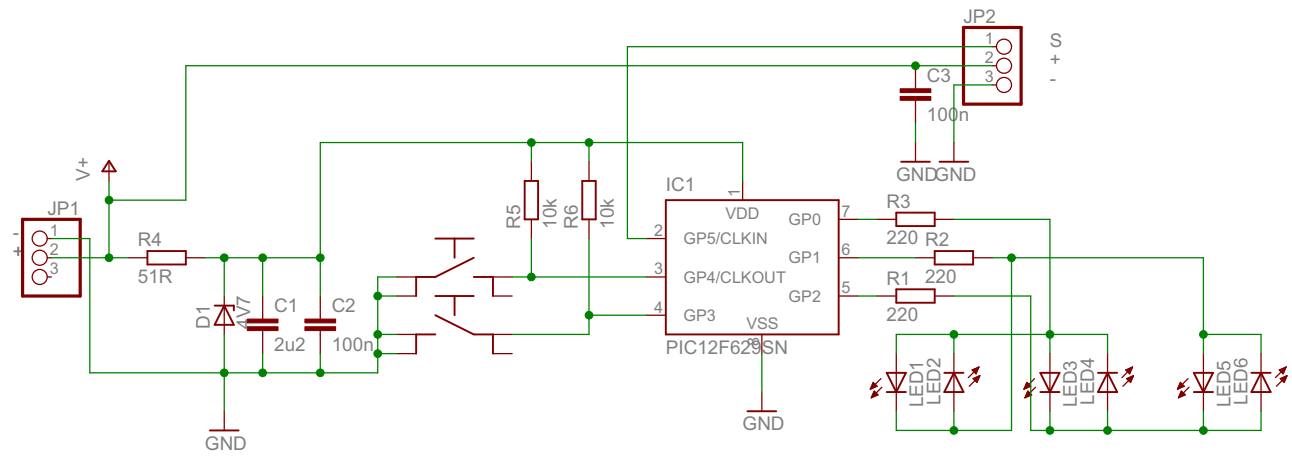 JP2
1
2
3
S
+
-
C3
100n
GND
GND
V+
JP1
-
+
1
2
3
R4
51R
D1
4V7
C1
2u2
C2
100n
GND
R5
10k
R6
10k
IC1
1
VDD
2
GP5/CLKIN
3
GP4/CLKOUT
4
GP3
GP0
7
GP1
6
GP2
5
VSS
8
PIC12F629SN
GND
R3
220
R2
220
R1
220
LED1
LED2
LED3
LED4
LED5
LED6